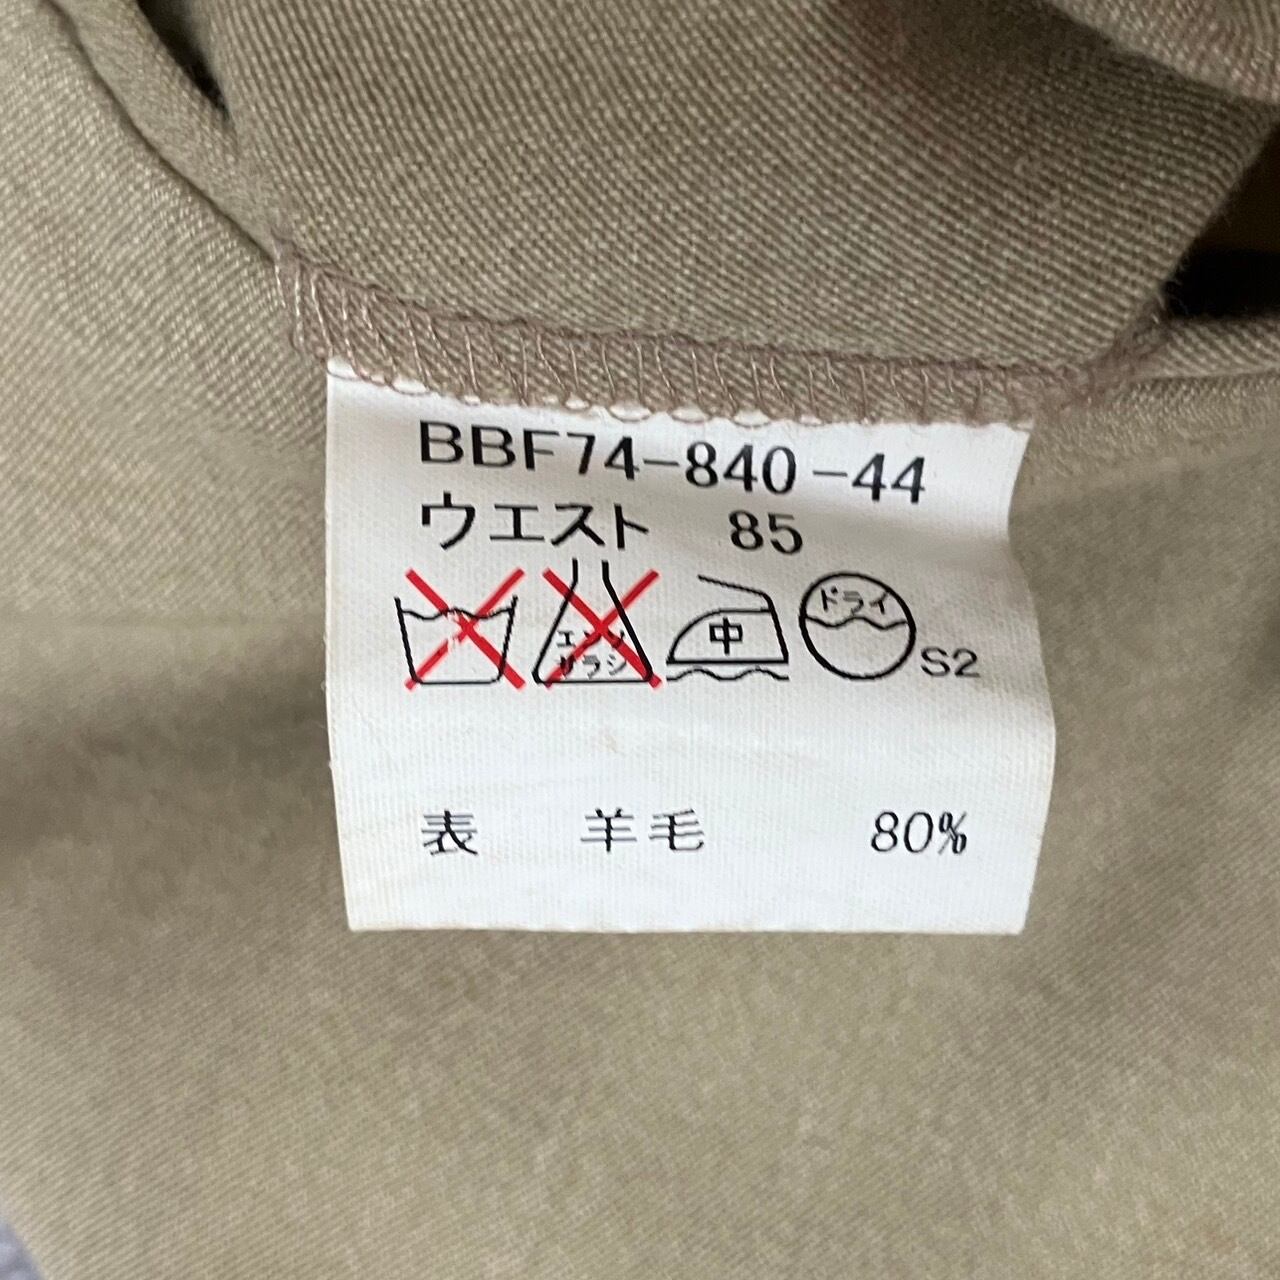 BBF74-840-44
ウエスト 85
エンソ サラシ 中 ドライ S2
表 羊毛 80%